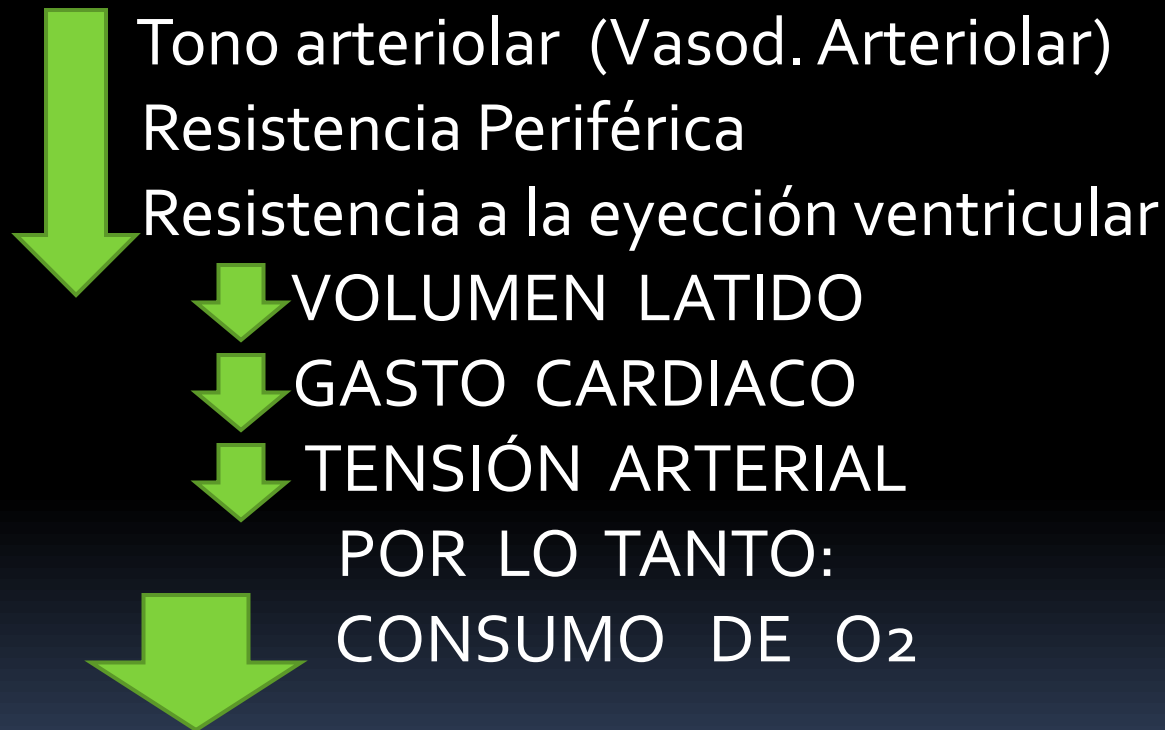 Tono arteriolar (Vasod. Arteriolar)
Resistencia Periférica
Resistencia a la eyección ventricular
VOLUMEN LATIDO
GASTO CARDIACO
TENSIÓN ARTERIAL
POR LO TANTO:
CONSUMO DE O2